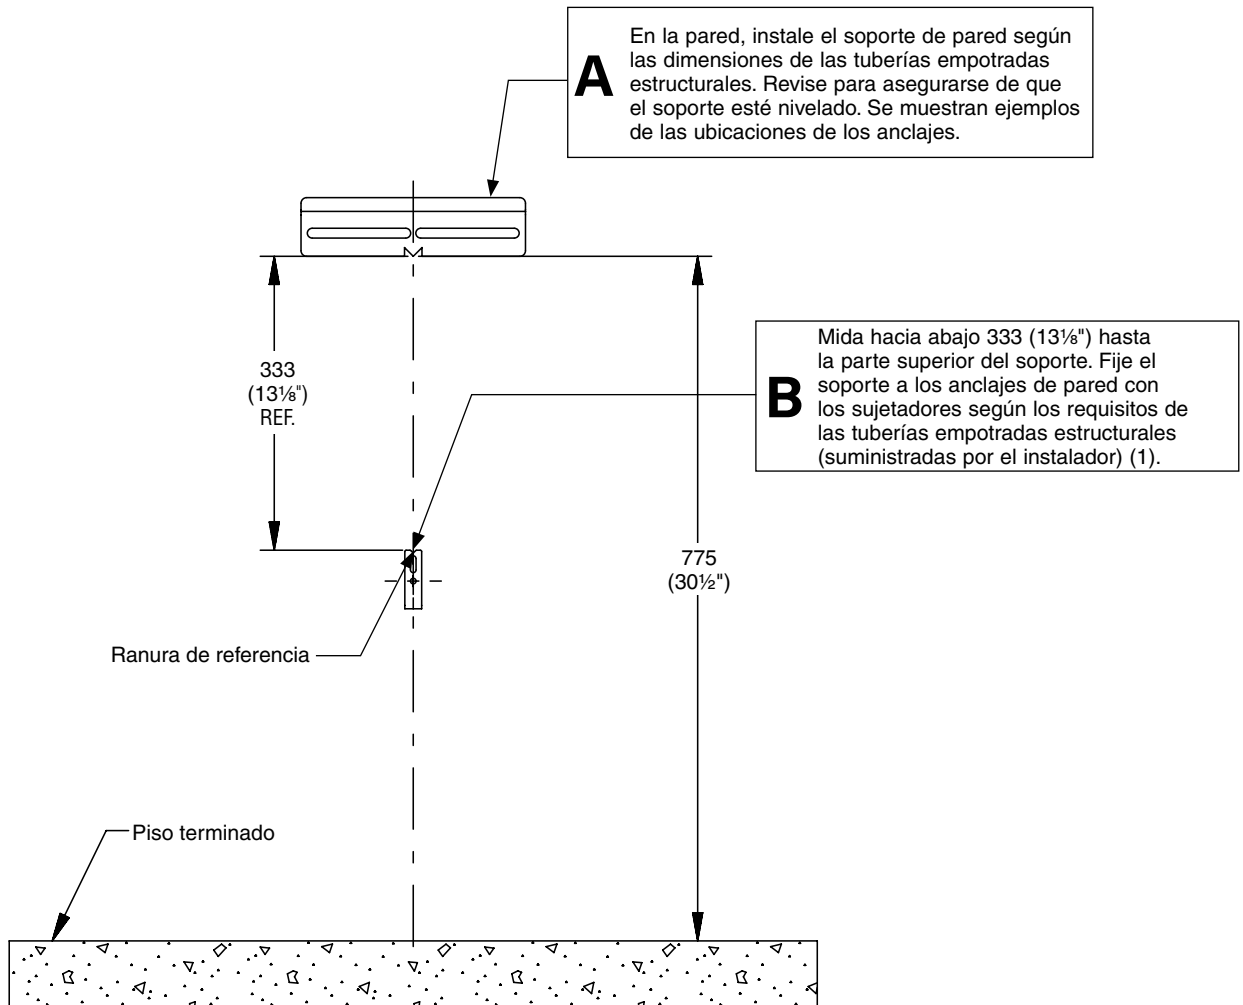 A
En la pared, instale el soporte de pared según
las dimensiones de las tuberías empotradas
estructurales. Revise para asegurarse de que
el soporte esté nivelado. Se muestran ejemplos
de las ubicaciones de los anclajes.
333
(13⅛")
REF.
B
Mida hacia abajo 333 (13⅛") hasta
la parte superior del soporte. Fije el
soporte a los anclajes de pared con
los sujetadores según los requisitos de
las tuberías empotradas estructurales
(suministradas por el instalador) (1).
775
(30½")
Ranura de referencia
Piso terminado